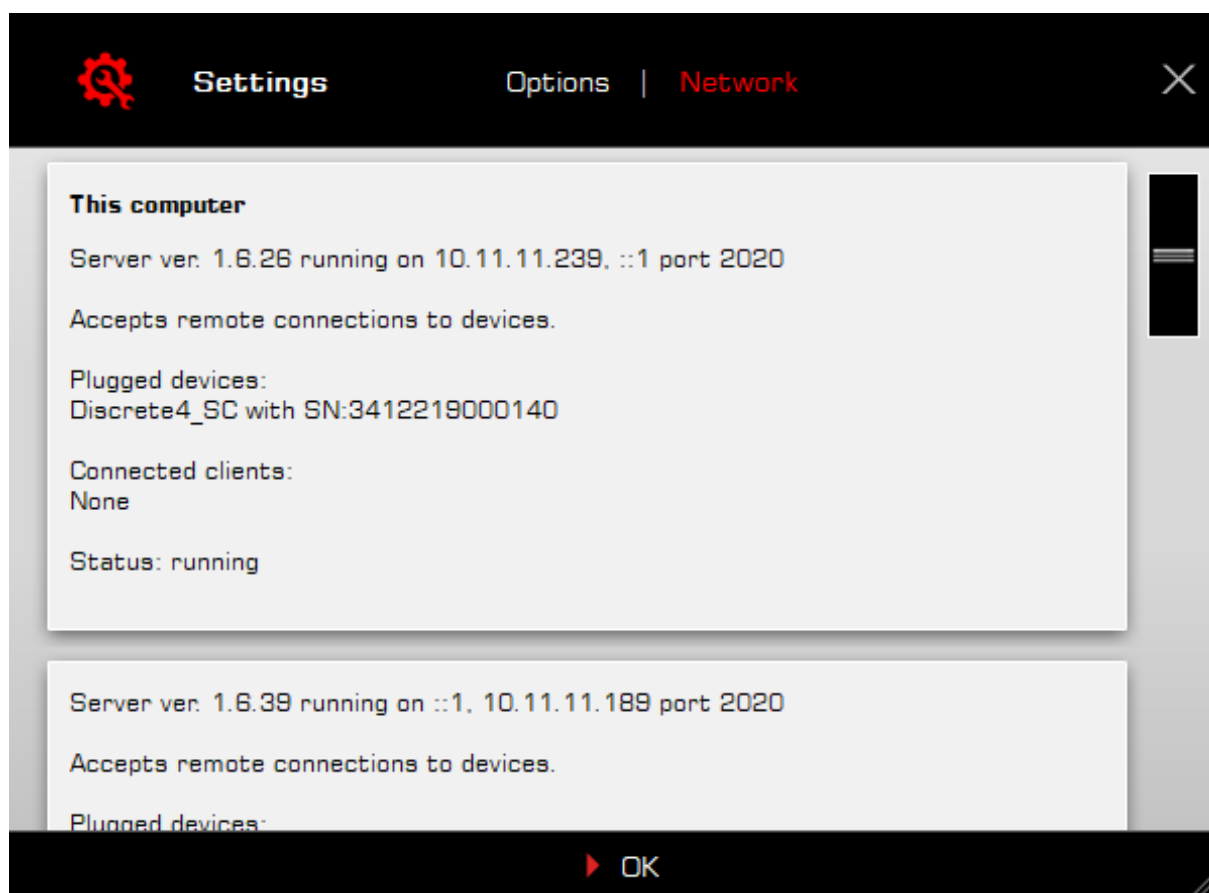 Settings
Options | Network
This computer
Server ver. 1.6.26 running on 10.11.11.239, ::1 port 2020
Accepts remote connections to devices.
Plugged devices:
Discrete4_SC with SN:3412219000140
Connected clients:
None
Status: running
Server ver. 1.6.39 running on ::1, 10.11.11.189 port 2020
Accepts remote connections to devices.
Plugged devices:
OK